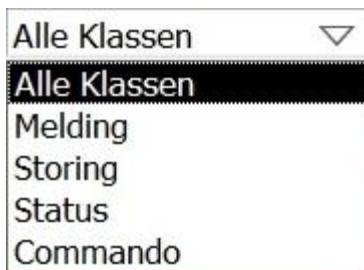 Alle Klassen
Alle Klassen
Melding
Storing
Status
Commando